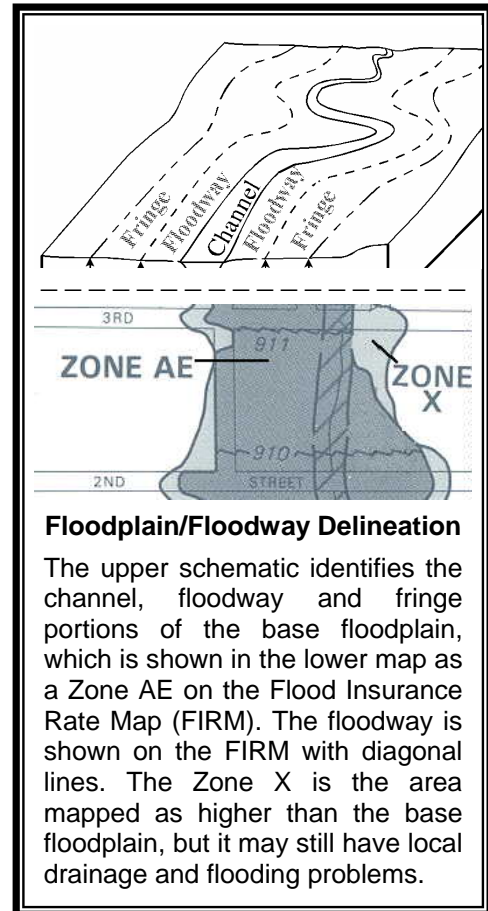 Fringe Floodway Channel Floodway Fringe
3RD
911
ZONE AE
ZONE
X
910
2ND STREET
Floodplain/Floodway Delineation
The upper schematic identifies the
channel, floodway and fringe
portions of the base floodplain,
which is shown in the lower map as
a Zone AE on the Flood Insurance
Rate Map (FIRM). The floodway is
shown on the FIRM with diagonal
lines. The Zone X is the area
mapped as higher than the base
floodplain, but it may still have local
drainage and flooding problems.